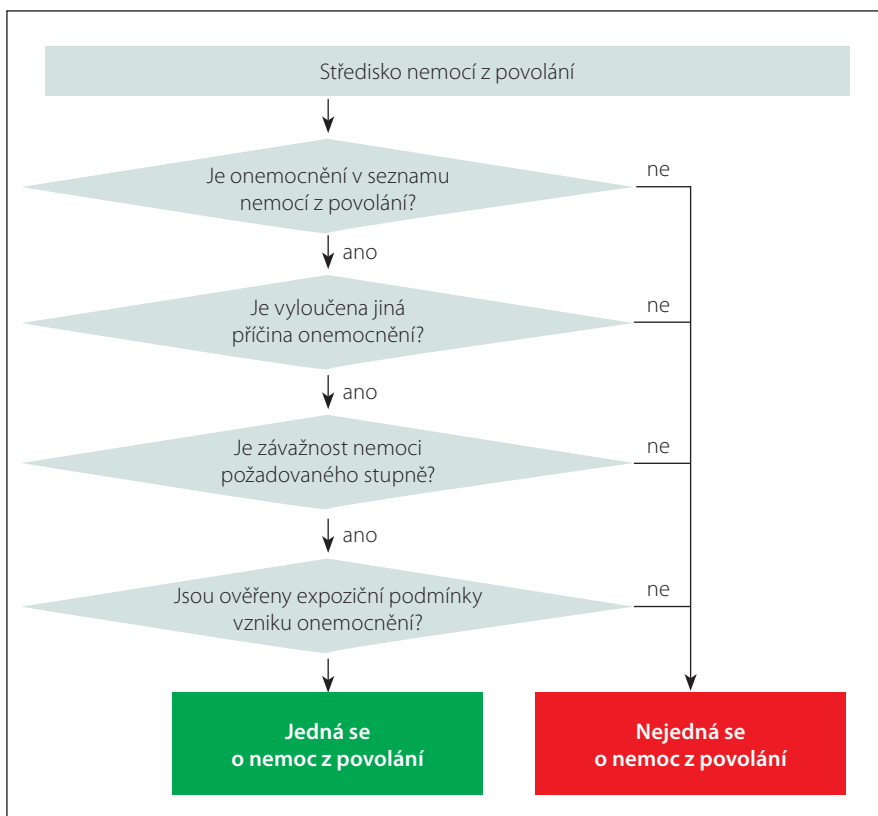 Středisko nemocí z povolání
Je onemocnění v seznamu
nemocí z povolání?
ne
ano
Je vyloučena jiná
příčina onemocnění?
ne
ano
Je závažnost nemoci
požadovaného stupně?
ne
ano
Jsou ověřeny expoziční podmínky
vzniku onemocnění?
ne
Jedná se
o nemoc z povolání
Nejedná se
o nemoc z povolání